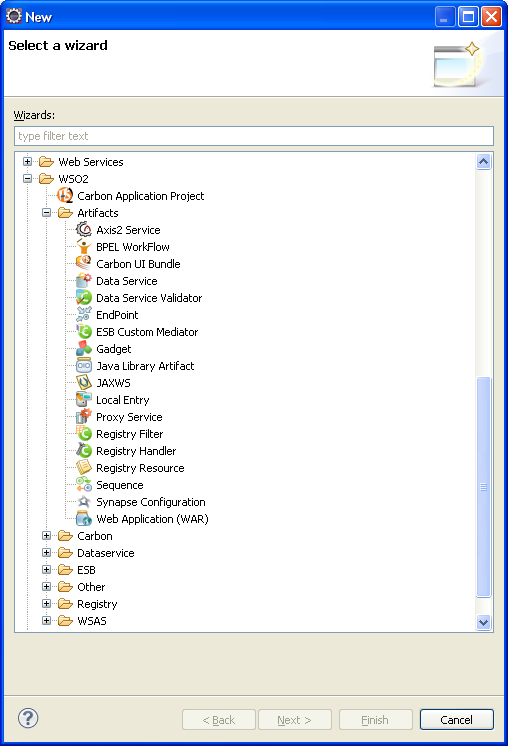 New
Select a wizard
Wizards:
type filter text
Web Services
WSO2
Carbon Application Project
Artifacts
Axis2 Service
BPEL WorkFlow
Carbon UI Bundle
Data Service
Data Service Validator
EndPoint
ESB Custom Mediator
Gadget
Java Library Artifact
JAXWS
Local Entry
Proxy Service
Registry Filter
Registry Handler
Registry Resource
Sequence
Synapse Configuration
Web Application (WAR)
Carbon
Dataservice
ESB
Other
Registry
WSAS
? < Back Next > Finish Cancel